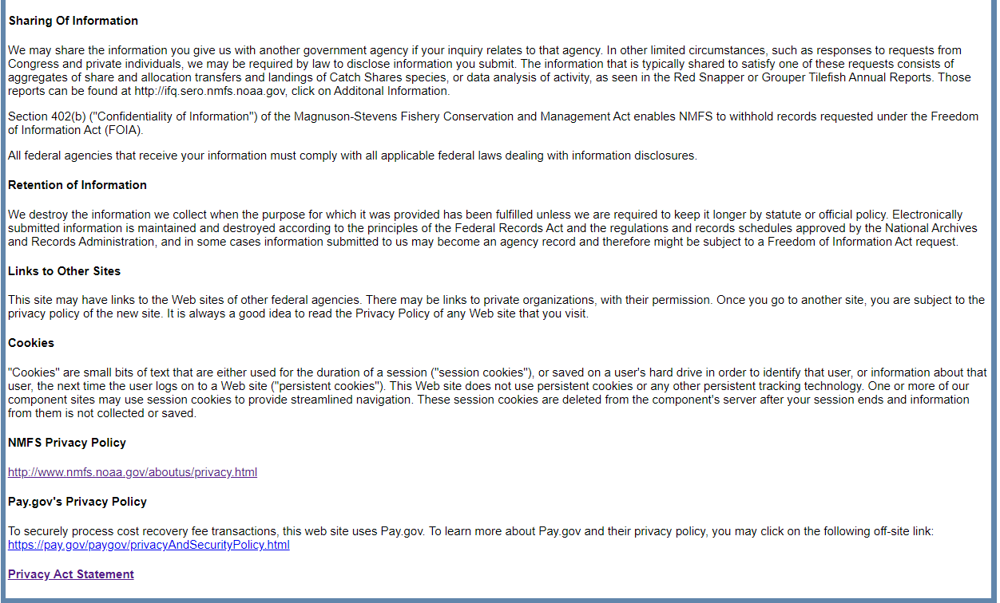 Sharing Of Information
We may share the information you give us with another government agency if your inquiry relates to that agency. In other limited circumstances, such as responses to requests from
Congress and private individuals, we may be required by law to disclose information you submit. The information that is typically shared to satisfy one of these requests consists of
aggregates of share and allocation transfers and landings of Catch Shares species, or data analysis of activity, as seen in the Red Snapper or Grouper Tilefish Annual Reports. Those
reports can be found at http://ifq.sero.nmfs.noaa.gov, click on Additonal Information.
Section 402(b) ("Confidentiality of Information") of the Magnuson-Stevens Fishery Conservation and Management Act enables NMFS to withhold records requested under the Freedom
of Information Act (FOIA).
All federal agencies that receive your information must comply with all applicable federal laws dealing with information disclosures.
Retention of Information
We destroy the information we collect when the purpose for which it was provided has been fulfilled unless we are required to keep it longer by statute or official policy. Electronically
submitted information is maintained and destroyed according to the principles of the Federal Records Act and the regulations and records schedules approved by the National Archives
and Records Administration, and in some cases information submitted to us may become an agency record and therefore might be subject to a Freedom of Information Act request.
Links to Other Sites
This site may have links to the Web sites of other federal agencies. There may be links to private organizations, with their permission. Once you go to another site, you are subject to the
privacy policy of the new site. It is always a good idea to read the Privacy Policy of any Web site that you visit.
Cookies
"Cookies" are small bits of text that are either used for the duration of a session ("session cookies"), or saved on a user's hard drive in order to identify that user, or information about that
user, the next time the user logs on to a Web site ("persistent cookies"). This Web site does not use persistent cookies or any other persistent tracking technology. One or more of our
component sites may use session cookies to provide streamlined navigation. These session cookies are deleted from the component's server after your session ends and information
from them is not collected or saved.
NMFS Privacy Policy
http://www.nmfs.noaa.gov/aboutus/privacy.html
Pay.gov's Privacy Policy
To securely process cost recovery fee transactions, this web site uses Pay.gov. To learn more about Pay.gov and their privacy policy, you may click on the following off-site link:
https://pay.gov/paygov/privacyAndSecurityPolicy.html
Privacy Act Statement